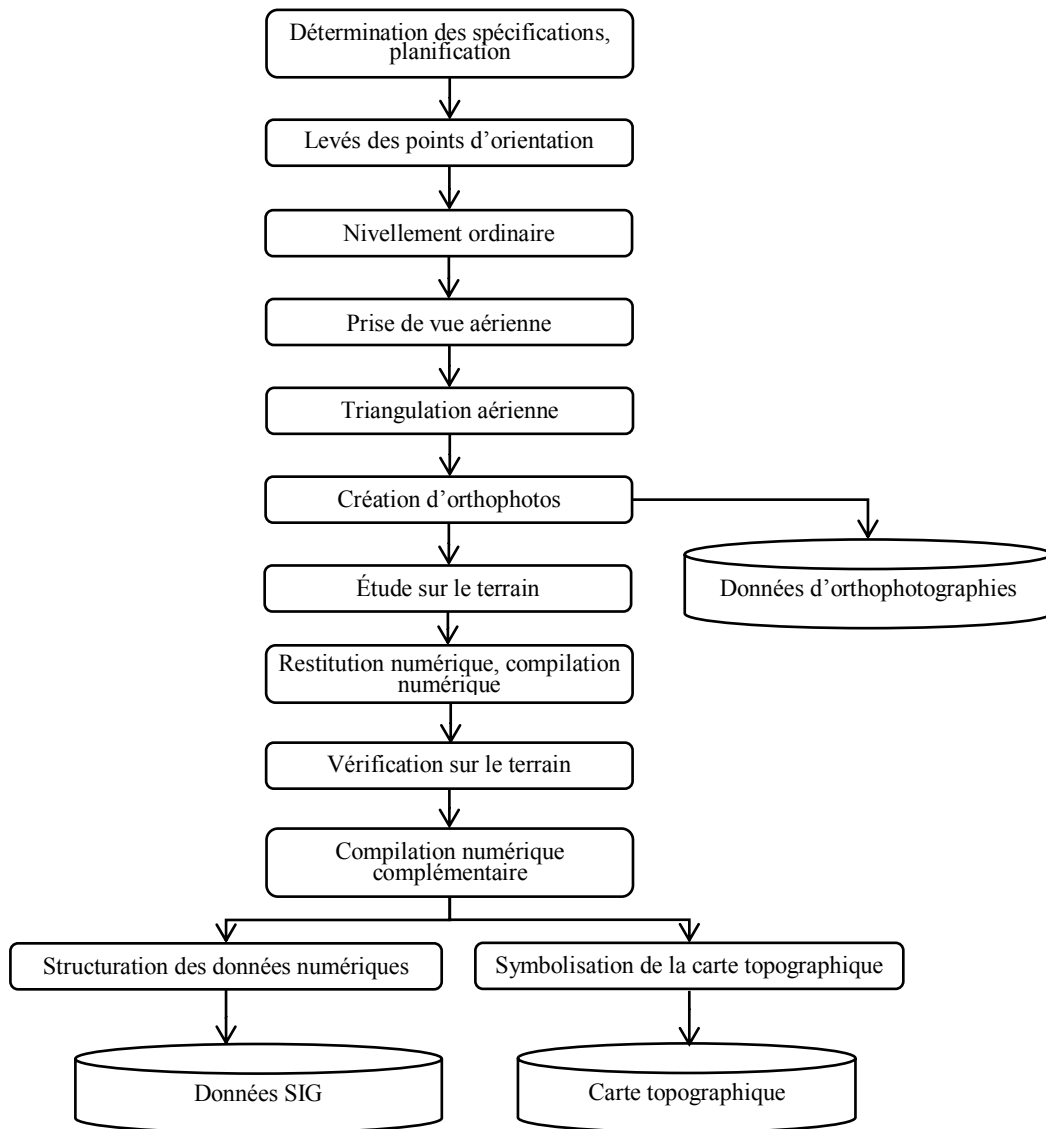 Détermination des spécifications,
planification
Levés des points d’orientation
Nivellement ordinaire
Prise de vue aérienne
Triangulation aérienne
Création d’orthophotos
Données d’orthophotographies
Étude sur le terrain
Restitution numérique, compilation
numérique
Vérification sur le terrain
Compilation numérique
complémentaire
Structuration des données numériques
Symbolisation de la carte topographique
Données SIG
Carte topographique